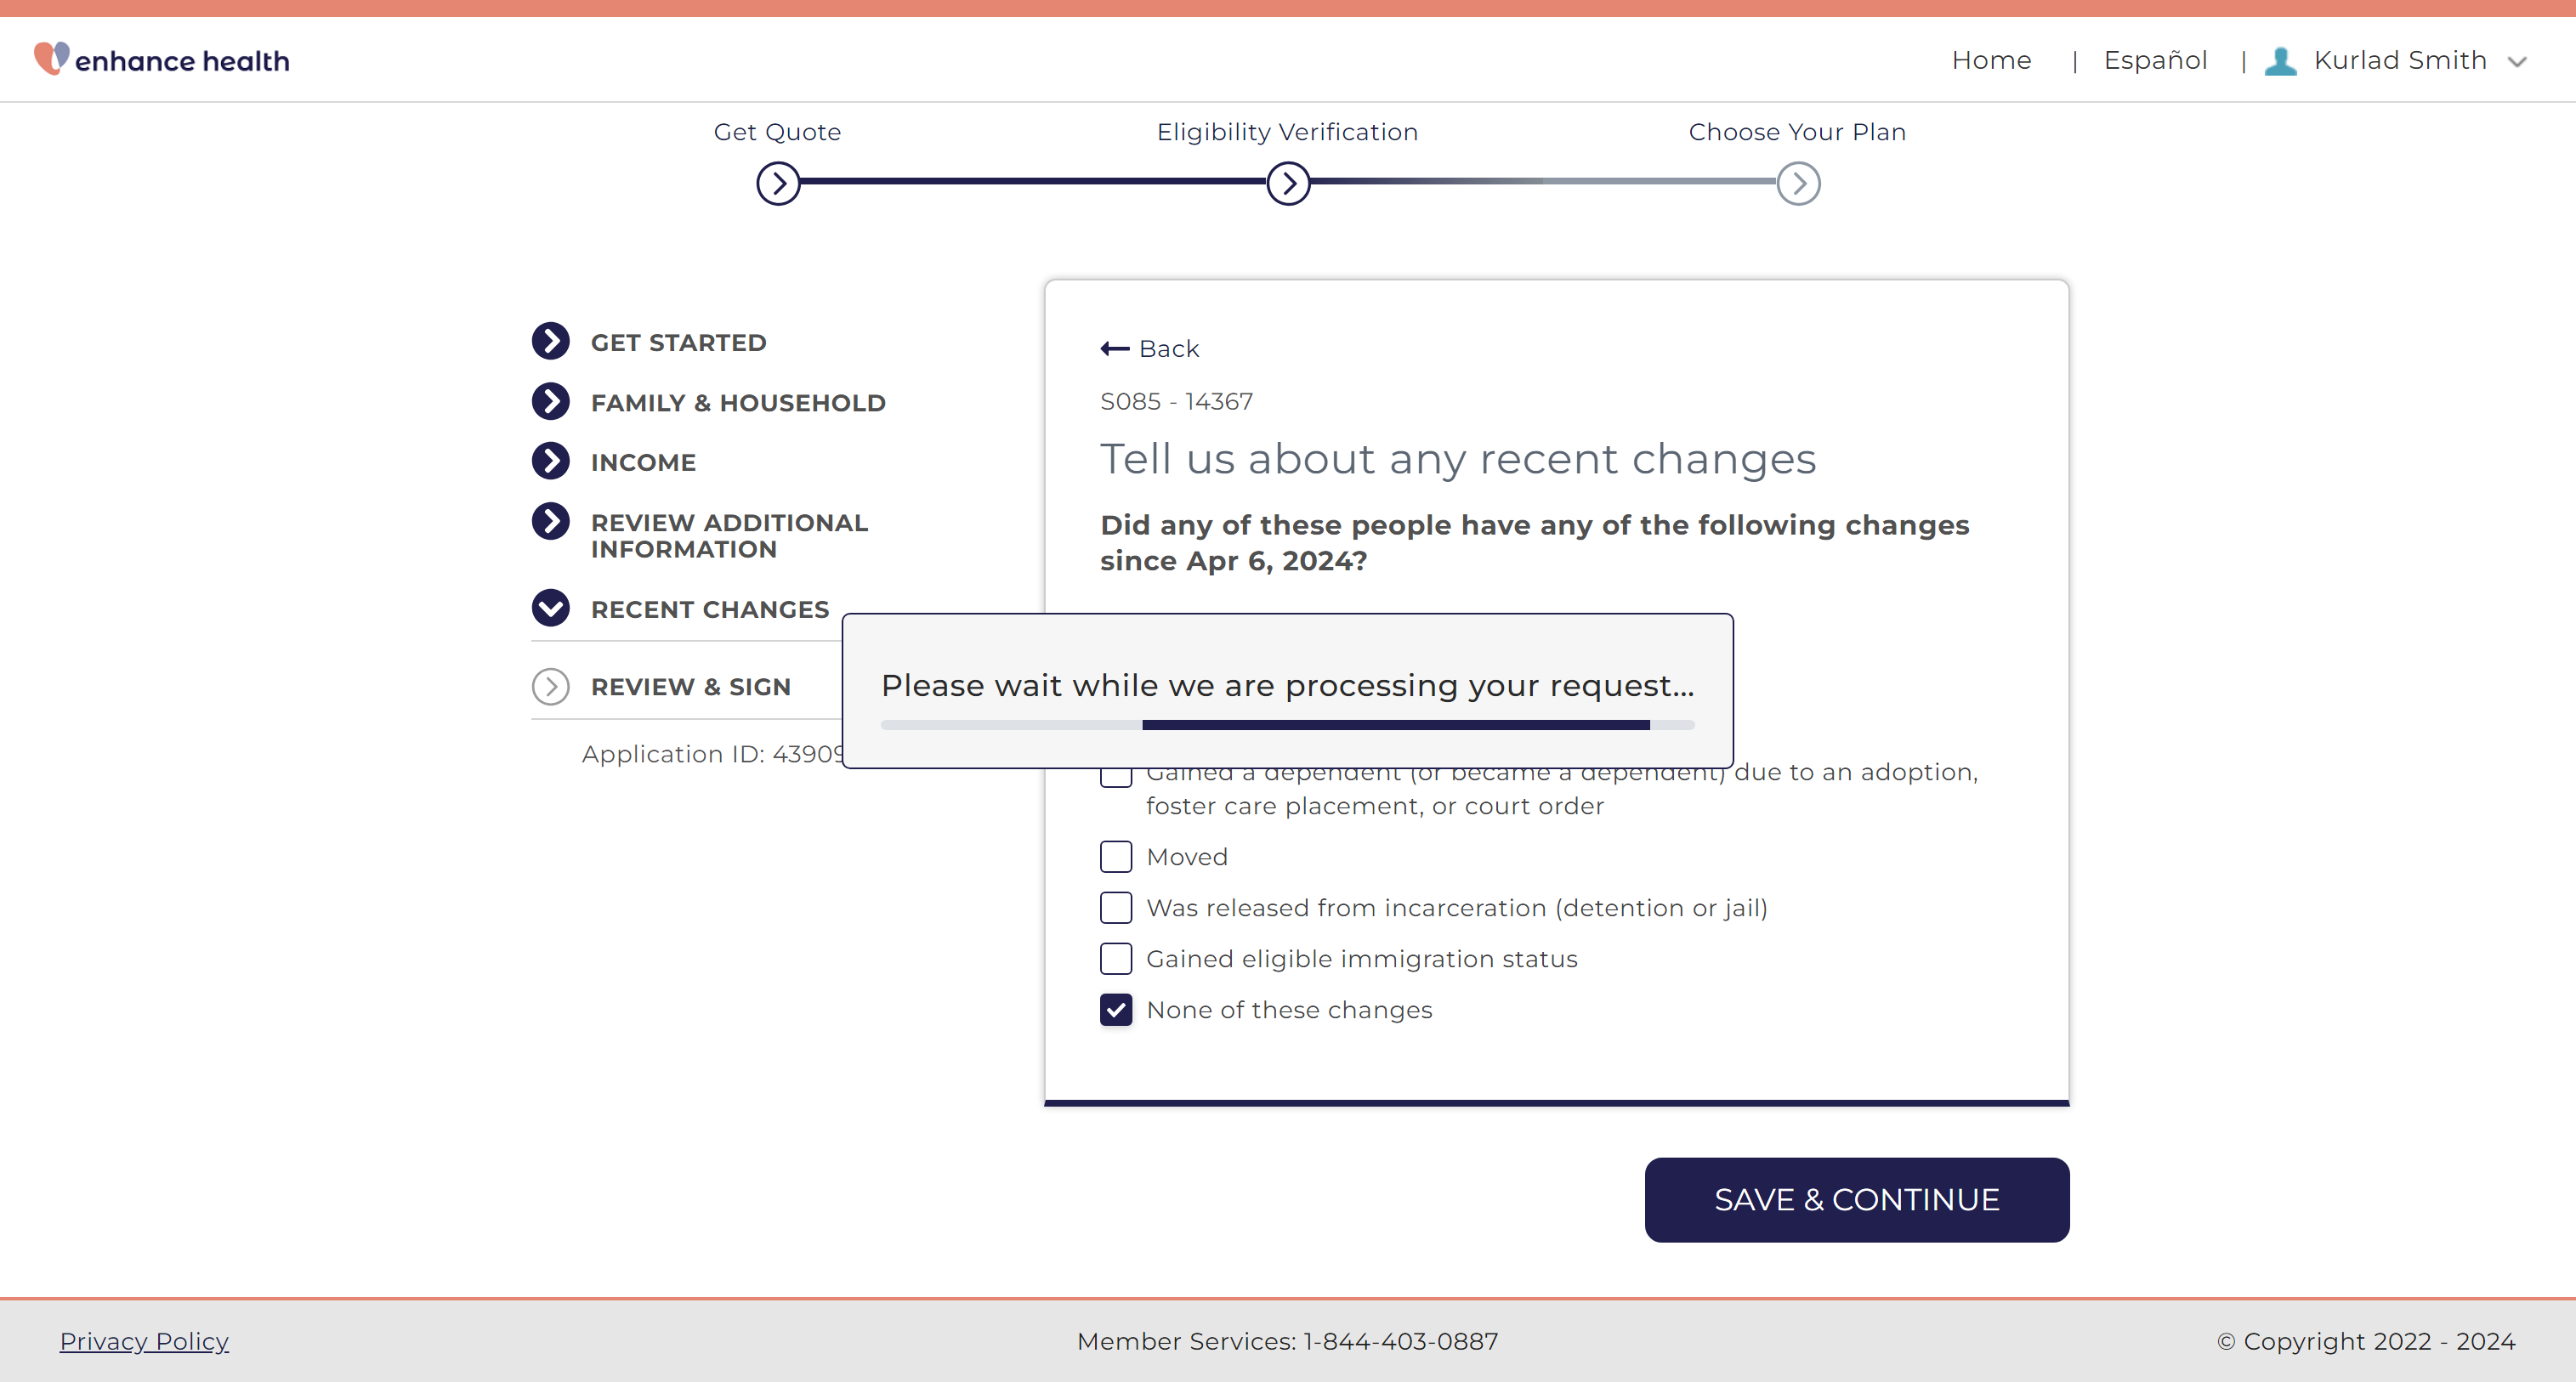 enhance health
Home | Español | Kurlad Smith
Get Quote
Eligibility Verification
Choose Your Plan
GET STARTED
FAMILY & HOUSEHOLD
INCOME
REVIEW ADDITIONAL
INFORMATION
RECENT CHANGES
REVIEW & SIGN
Application ID: 43909
Back
S085 - 14367
Tell us about any recent changes
Did any of these people have any of the following changes
since Apr 6, 2024?
Please wait while we are processing your request...
Gained a dependent (or became a dependent) due to an adoption,
foster care placement, or court order
Moved
Was released from incarceration (detention or jail)
Gained eligible immigration status
None of these changes
SAVE & CONTINUE
Privacy Policy
Member Services: 1-844-403-0887
© Copyright 2022 - 2024